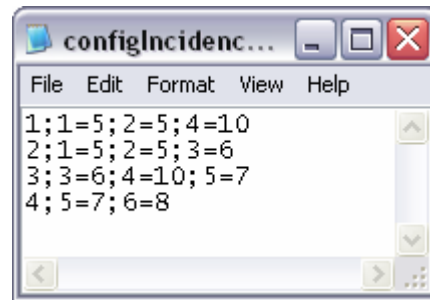 configIncidenc...
File Edit Format View Help
1;1=5;2=5;4=10
2;1=5;2=5;3=6
3;3=6;4=10;5=7
4;5=7;6=8